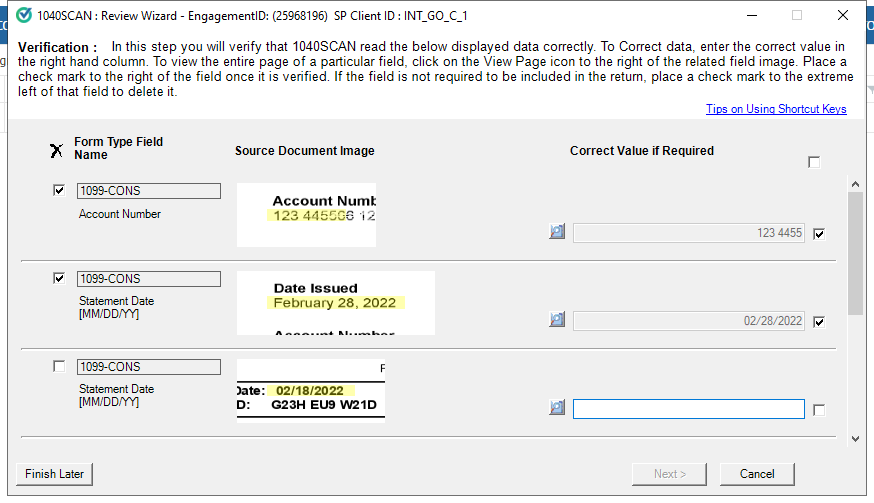 1040SCAN : Review Wizard - EngagementID: (25968196)  SP Client ID : INT_GO_C_1
Verification :   In this step you will verify that 1040SCAN read the below displayed data correctly. To Correct data, enter the correct value in
the right hand column. To view the entire page of a particular field, click on the View Page icon to the right of the related field image. Place a
check mark to the right of the field once it is verified. If the field is not required to be included in the return, place a check mark to the extreme
left of that field to delete it.
Tips on Using Shortcut Keys
X Form Type Field
Name
Source Document Image
Correct Value if Required
1099-CONS
Account Number
Account Numb
123 445506 12
123 4455
1099-CONS
Statement Date
[MM/DD/YY]
Date Issued
February 28, 2022
Account Number
02/28/2022
1099-CONS
Statement Date
[MM/DD/YY]
F
Date: 02/18/2022
D: G23H EU9 W21D
Finish Later
Next >
Cancel